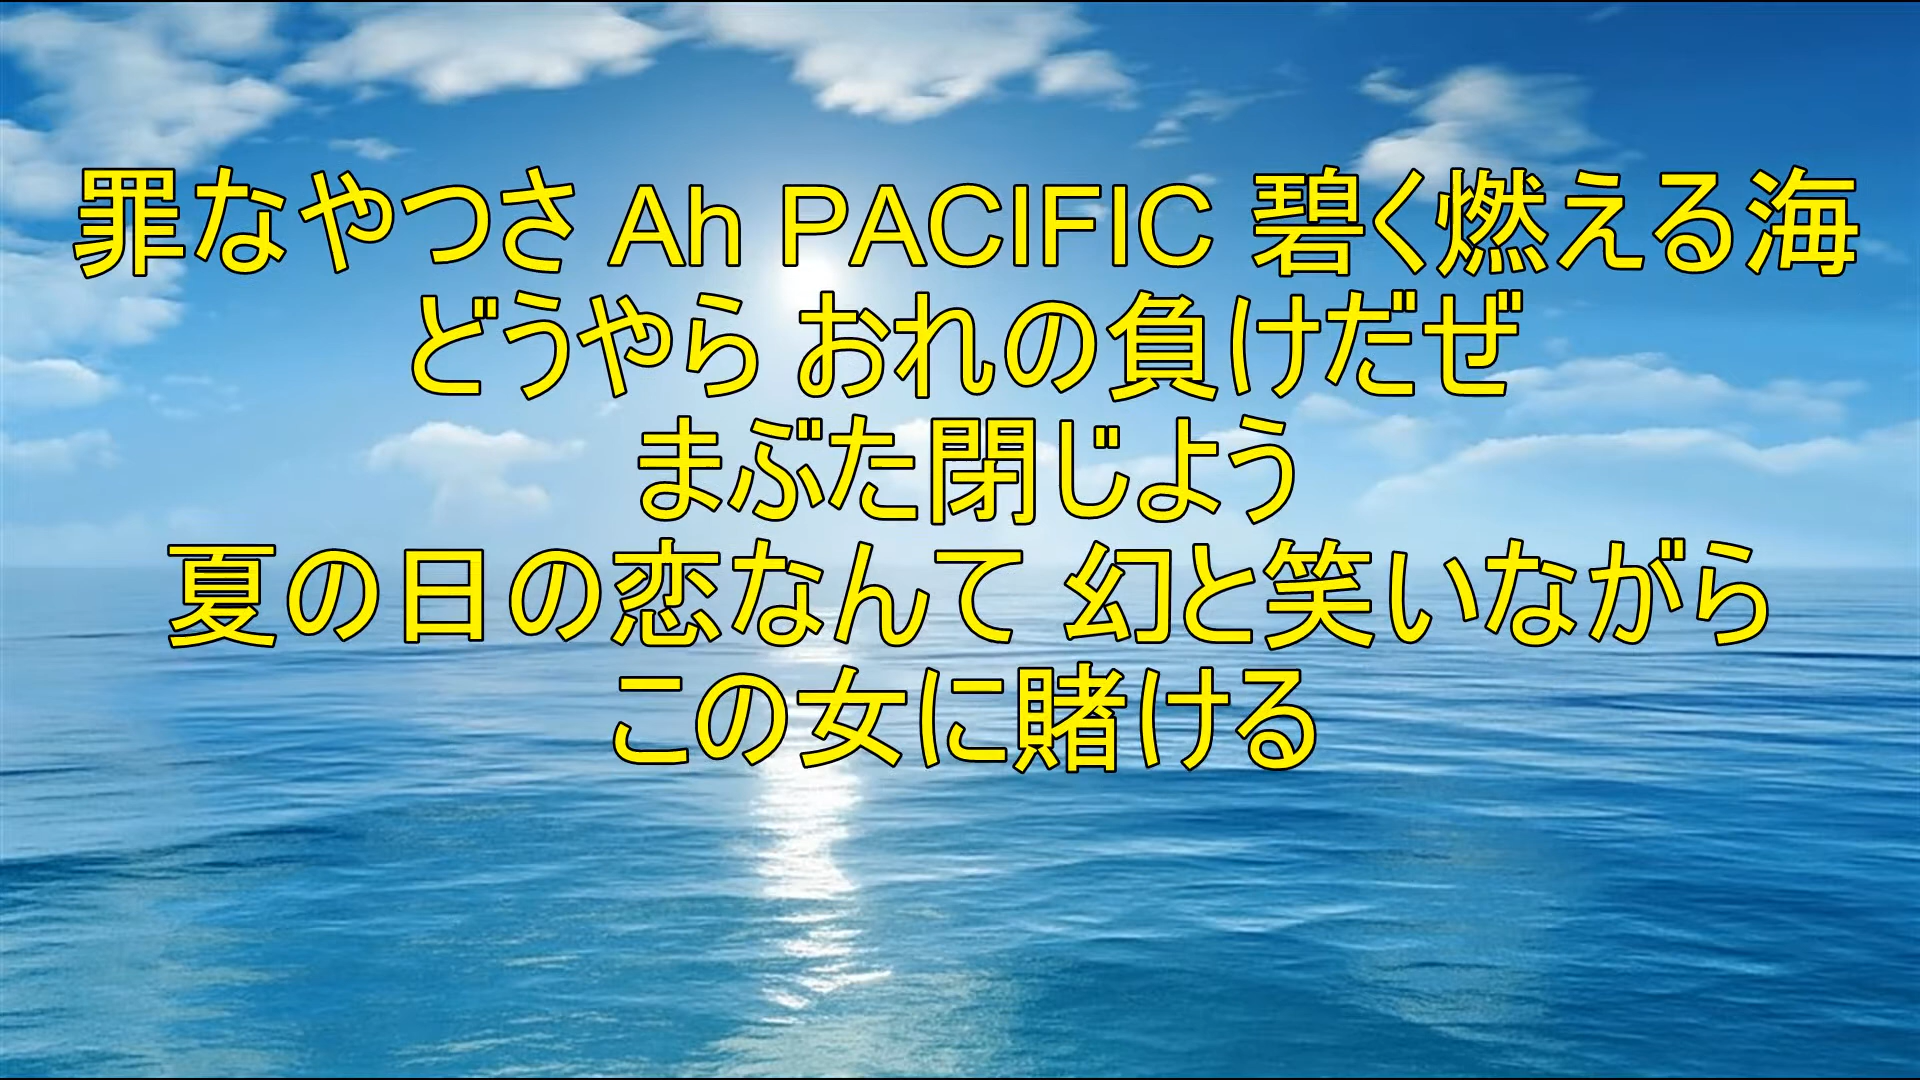 罪なやつさ Ah PACIFIC 碧く燃える海
どうやら おれの負けだぜ
まぶた閉じよう
夏の日の恋なんて 幻と笑いながら
この女に賭ける